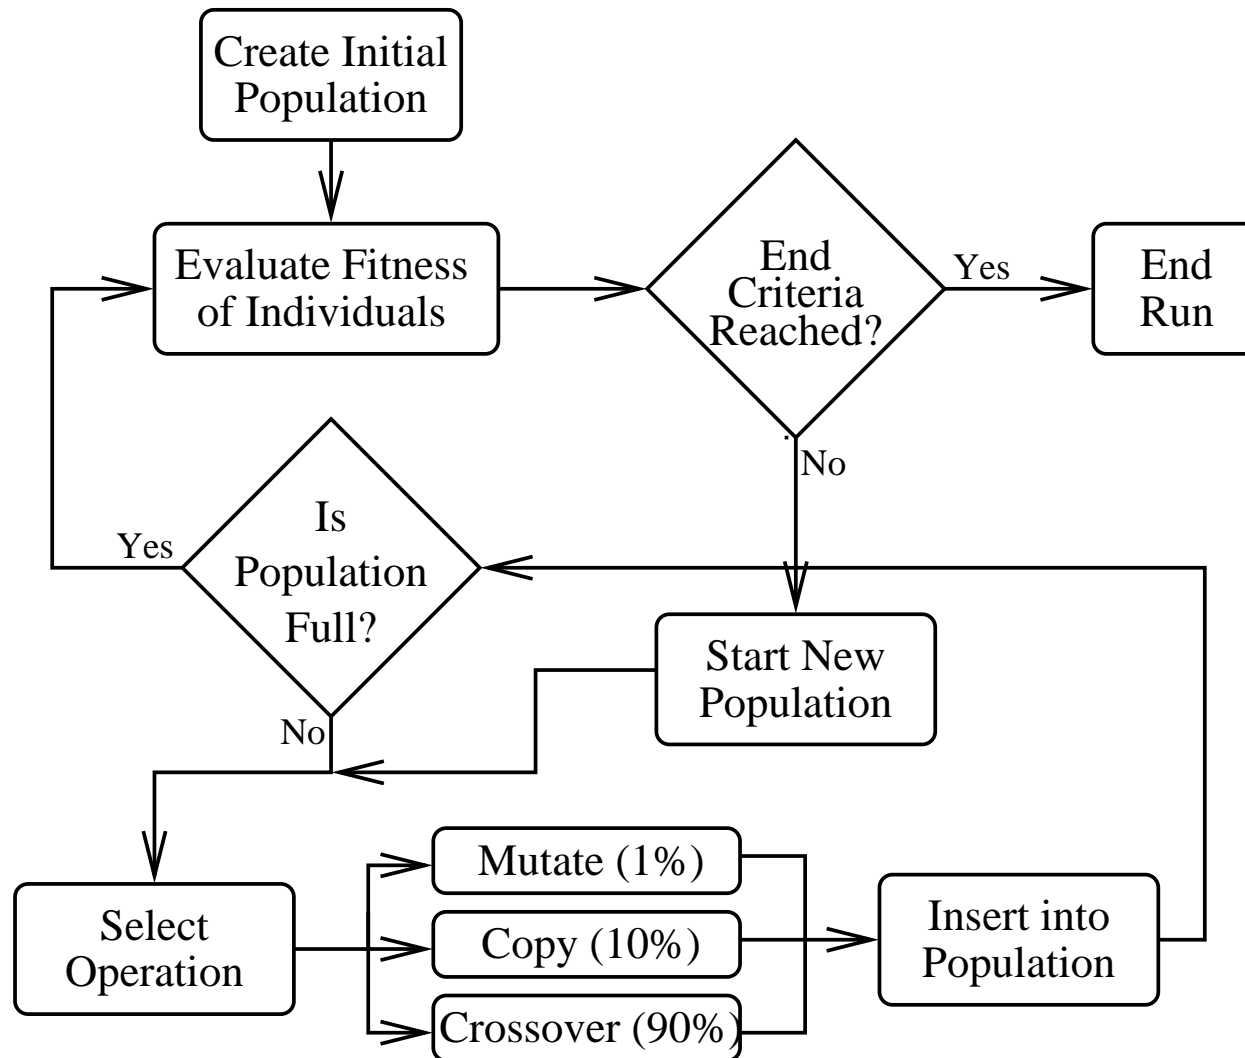 Create Initial
Population
Evaluate Fitness
of Individuals
End
Criteria
Reached?
Yes
End
Run
No
Is
Population
Full?
Yes
No
Start New
Population
Select
Operation
Mutate (1%)
Copy (10%)
Crossover (90%)
Insert into
Population